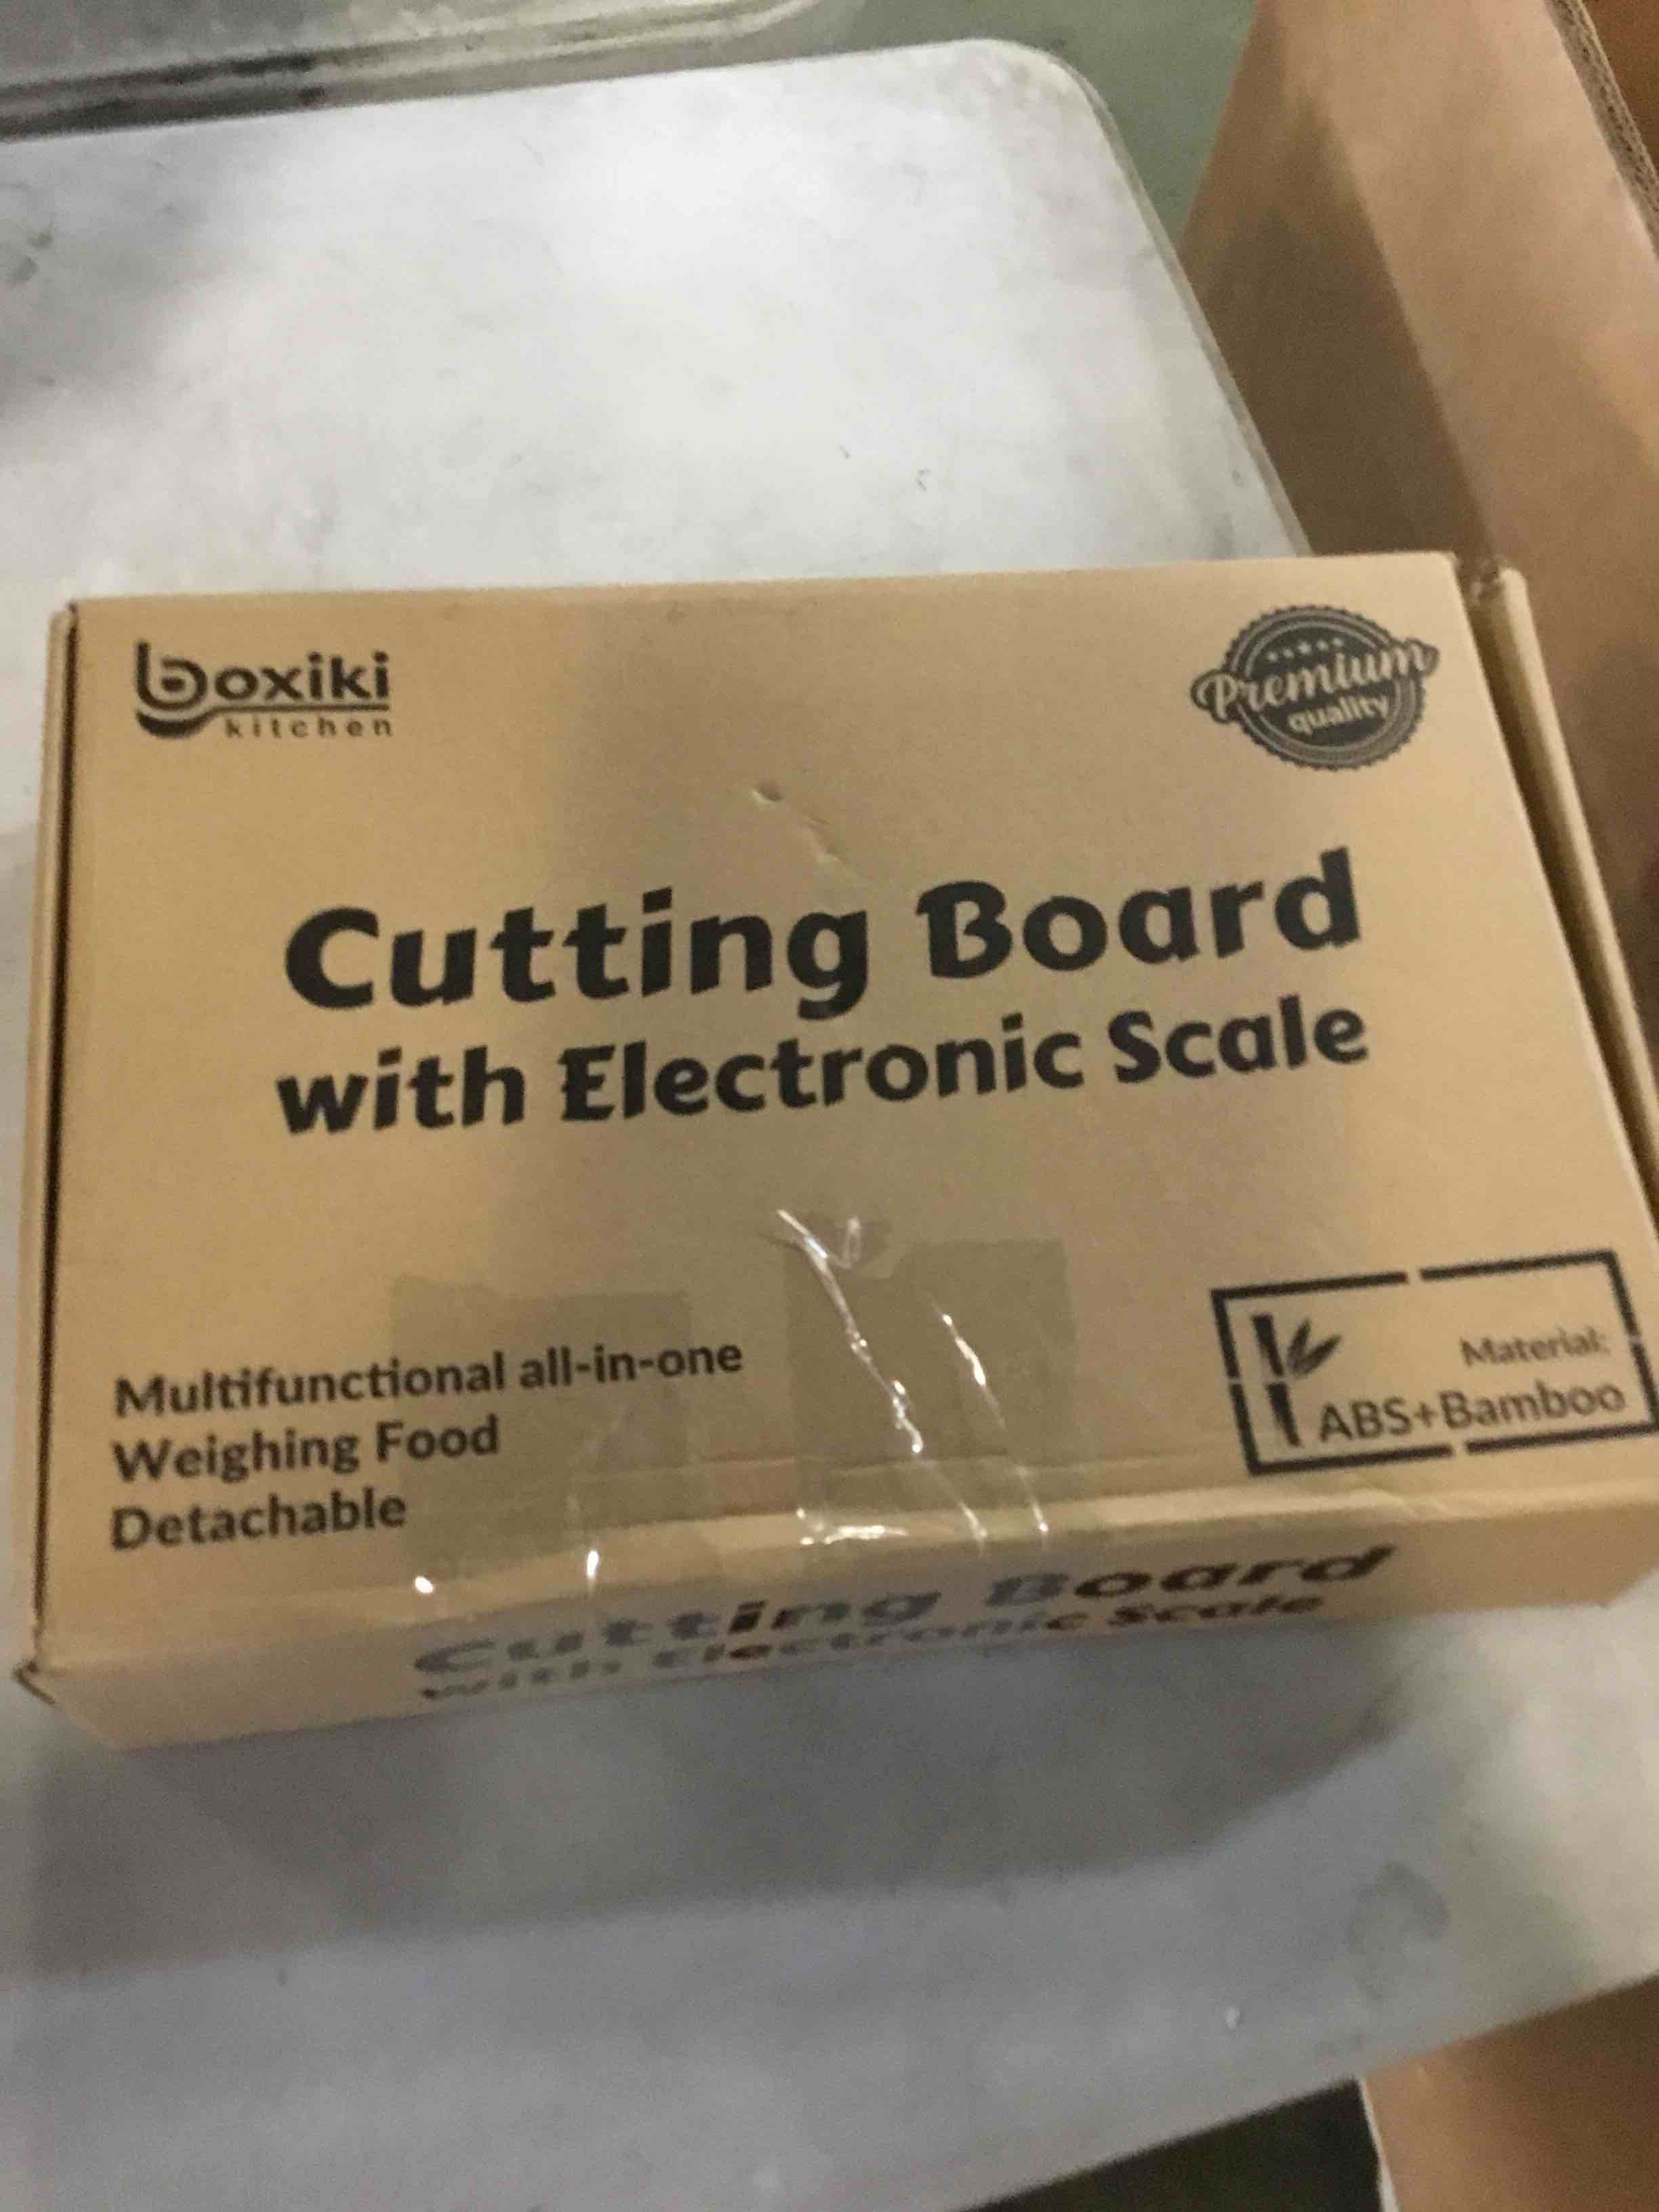 boxiki
kitchen
Premium
quality
Cutting Board
with Electronic Scale
Multifunctional all-in-one
Weighing Food
Detachable
Material:
ABS+Bamboo
Cutting Board
with Electronic Scale